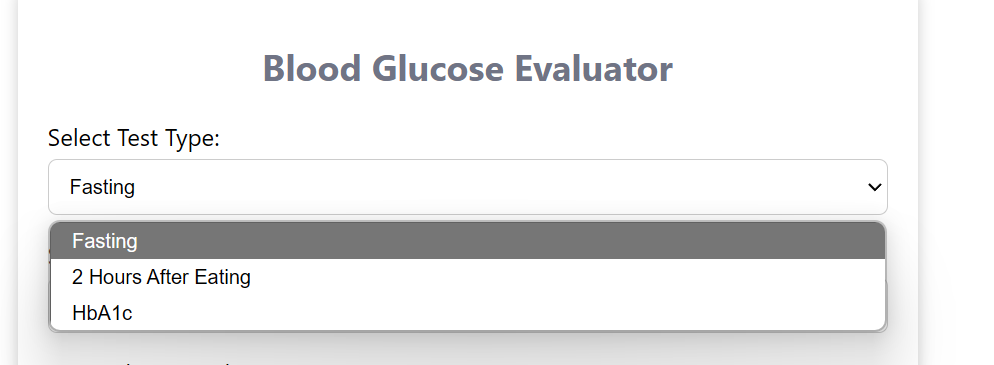 Blood Glucose Evaluator
Select Test Type:
Fasting
Fasting
2 Hours After Eating
HbA1c